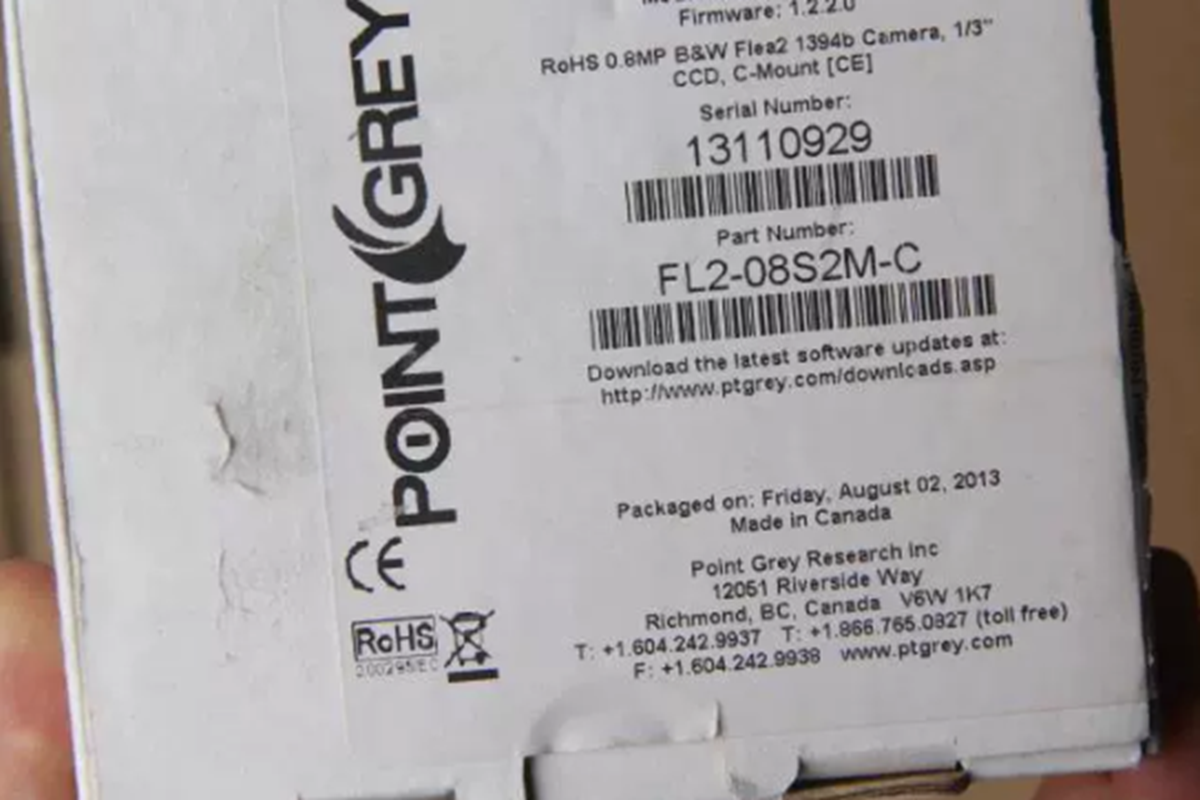 Firmware: 1.2.2.0
RoHS 0.8MP B&W Flea2 1394b Camera, 1/3"
CCD, C-Mount [CE]
Serial Number:
13110929
Part Number:
FL2-08S2M-C
Download the latest software updates at:
http://www.ptgrey.com/downloads.asp
Packaged on: Friday, August 02, 2013
Made in Canada
Point Grey Research Inc
12051 Riverside Way
Richmond, BC, Canada V6W 1K7
T: +1.604.242.9937 T: +1.866.765.0827 (toll free)
F: +1.604.242.9938 www.ptgrey.com
POINT GREY
CE
RoHS
2002/95/EC